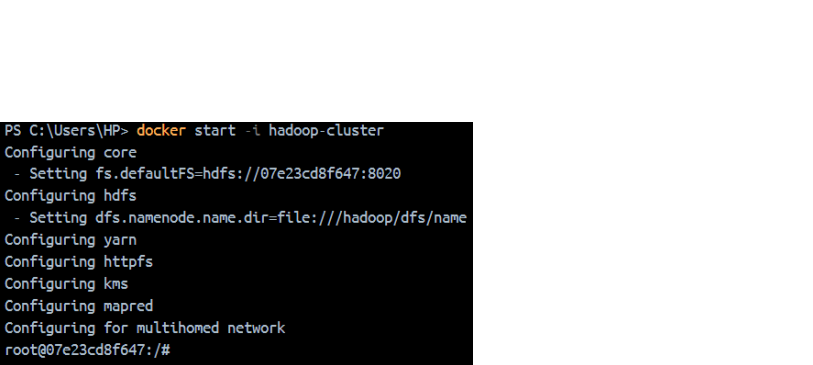 PS C:\Users\HP> docker start -i hadoop-cluster
Configuring core
 - Setting fs.defaultFS=hdfs://07e23cd8f647:8020
Configuring hdfs
 - Setting dfs.namenode.name.dir=file:///hadoop/dfs/name
Configuring yarn
Configuring httpfs
Configuring kms
Configuring mapred
Configuring for multihomed network
root@07e23cd8f647:/#